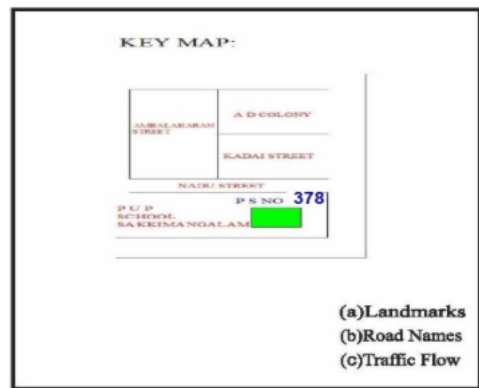 KEY MAP:
A D COLONY
AMBALAKARAN
STREET
KADAI STREET
NADU STREET
P S NO 378
P U P
SCHOOL
SAKKIMANGALAM
(a)Landmarks
(b)Road Names
(c)Traffic Flow